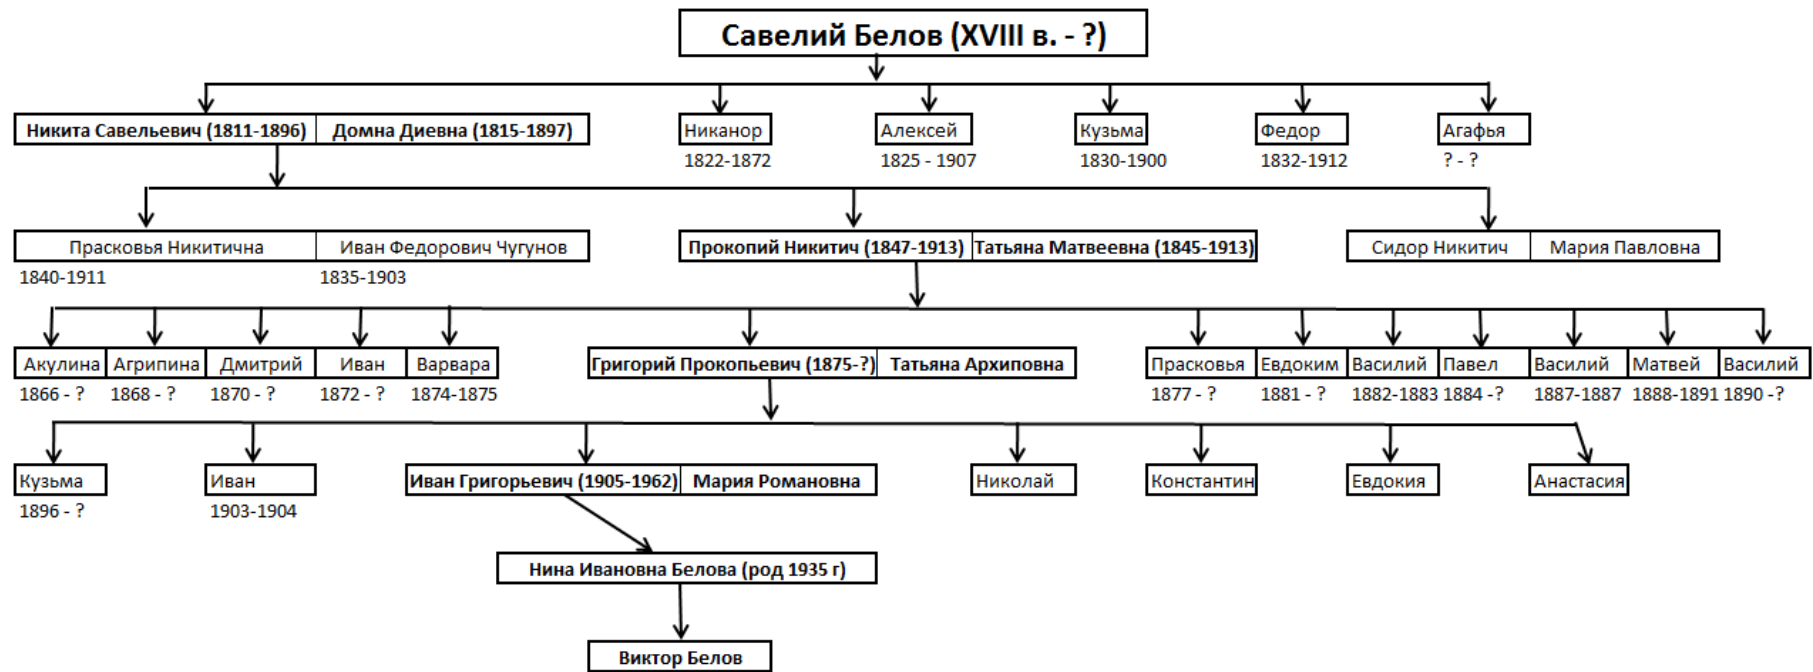 Савелий Белов (XVIII в. - ?)
Никита Савельевич (1811-1896) Домна Диевна (1815-1897) Никанор Алексей Кузьма Федор Агафья
1822-1872 1825 - 1907 1830-1900 1832-1912 ? - ?
Прасковья Никитична Иван Федорович Чугунов Прокопий Никитич (1847-1913) Татьяна Матвеевна (1845-1913) Сидор Никитич Мария Павловна
1840-1911 1835-1903
Акулина Агрипина Дмитрий Иван Варвара Григорий Прокопьевич (1875-?) Татьяна Архиповна Прасковья Евдоким Василий Павел Василий Матвей Василий
1866 - ? 1868 - ? 1870 - ? 1872 - ? 1874-1875 1877 - ? 1881 - ? 1882-1883 1884 -? 1887-1887 1888-1891 1890 -?
Кузьма Иван Иван Григорьевич (1905-1962) Мария Романовна Николай Константин Евдокия Анастасия
1896 - ? 1903-1904
Нина Ивановна Белова (род 1935 г)
Виктор Белов